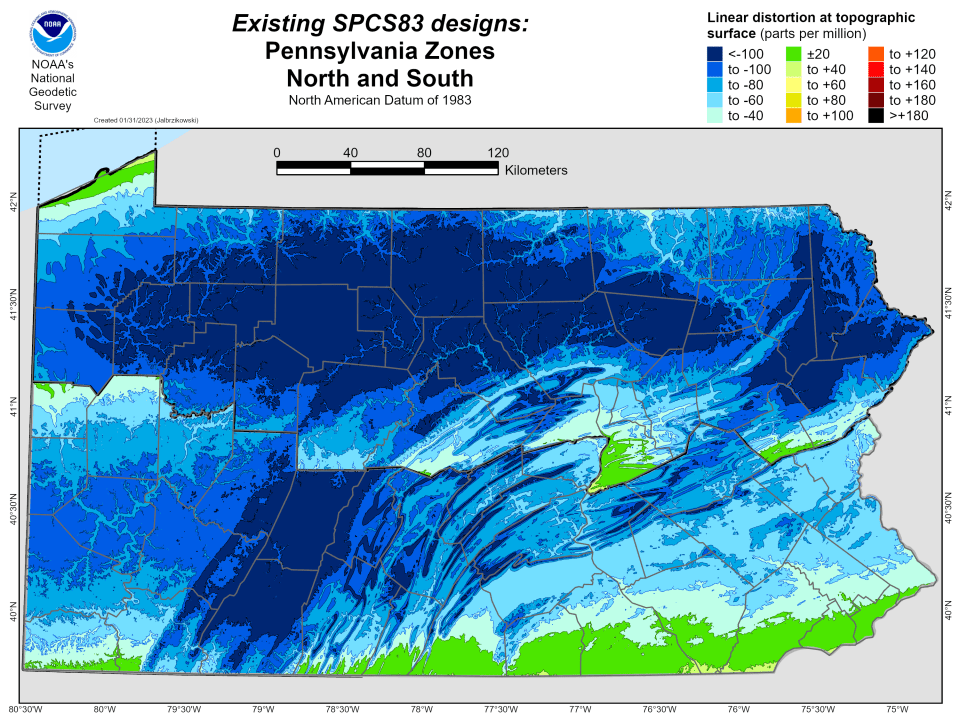 NOAA
NOAA's
National
Geodetic
Survey
Existing SPCS83 designs:
Pennsylvania Zones
North and South
North American Datum of 1983
Created 01/31/2023 (Jalbrzikowski)
Linear distortion at topographic
surface (parts per million)
<-100
to -100
to -80
to -60
to -40
±20
to +40
to +60
to +80
to +100
to +120
to +140
to +160
to +180
>+180
0 40 80 120
Kilometers
42°N
41°30'N
41°N
40°30'N
40°N
42°N
41°30'N
41°N
40°30'N
40°N
80°30'W 80°W 79°30'W 79°W 78°30'W 78°W 77°30'W 77°W 76°30'W 76°W 75°30'W 75°W